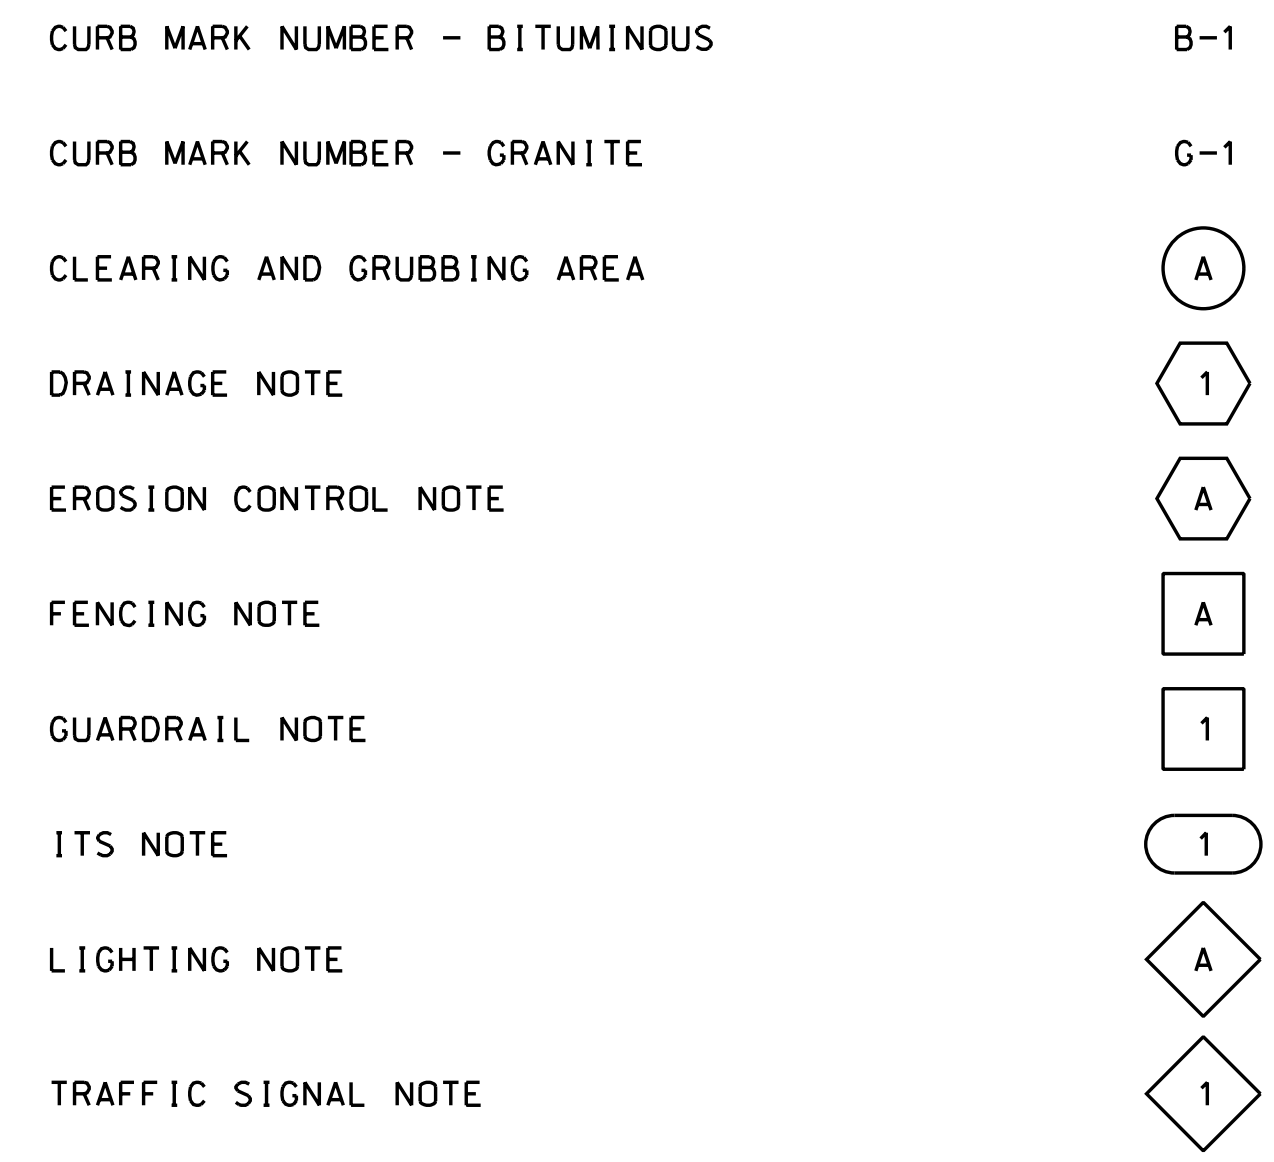 CURB MARK NUMBER - BITUMINOUS B-1
CURB MARK NUMBER - GRANITE G-1
CLEARING AND GRUBBING AREA A
DRAINAGE NOTE 1
EROSION CONTROL NOTE A
FENCING NOTE A
GUARDRAIL NOTE 1
ITS NOTE 1
LIGHTING NOTE A
TRAFFIC SIGNAL NOTE 1